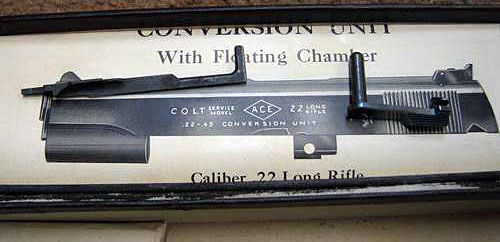 CONVERSION UNIT
With Floating Chamber
COLT SERVICE MODEL ACE 22 LONG RIFLE
.22-.45 CONVERSION UNIT
Caliber .22 Long Rifle